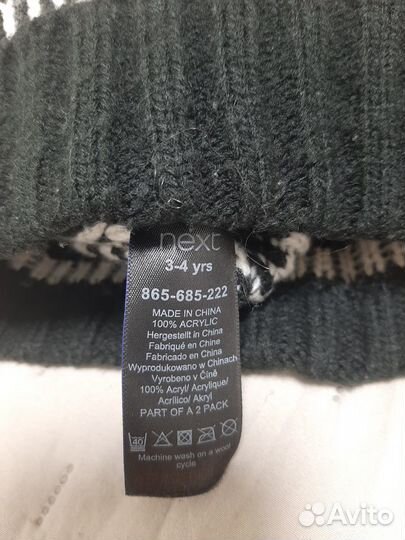 next
3-4 yrs
865-685-222
MADE IN CHINA
100% ACRYLIC
Hergestellt in China
Fabriqué en Chine
Fabricado en China
Wyprodukowano w Chinach
Vyrobeno v Číně
100% Acryl/ Acrylique/
Acrílico/ Akryl
PART OF A 2 PACK
40
Machine wash on a wool
cycle
Avito